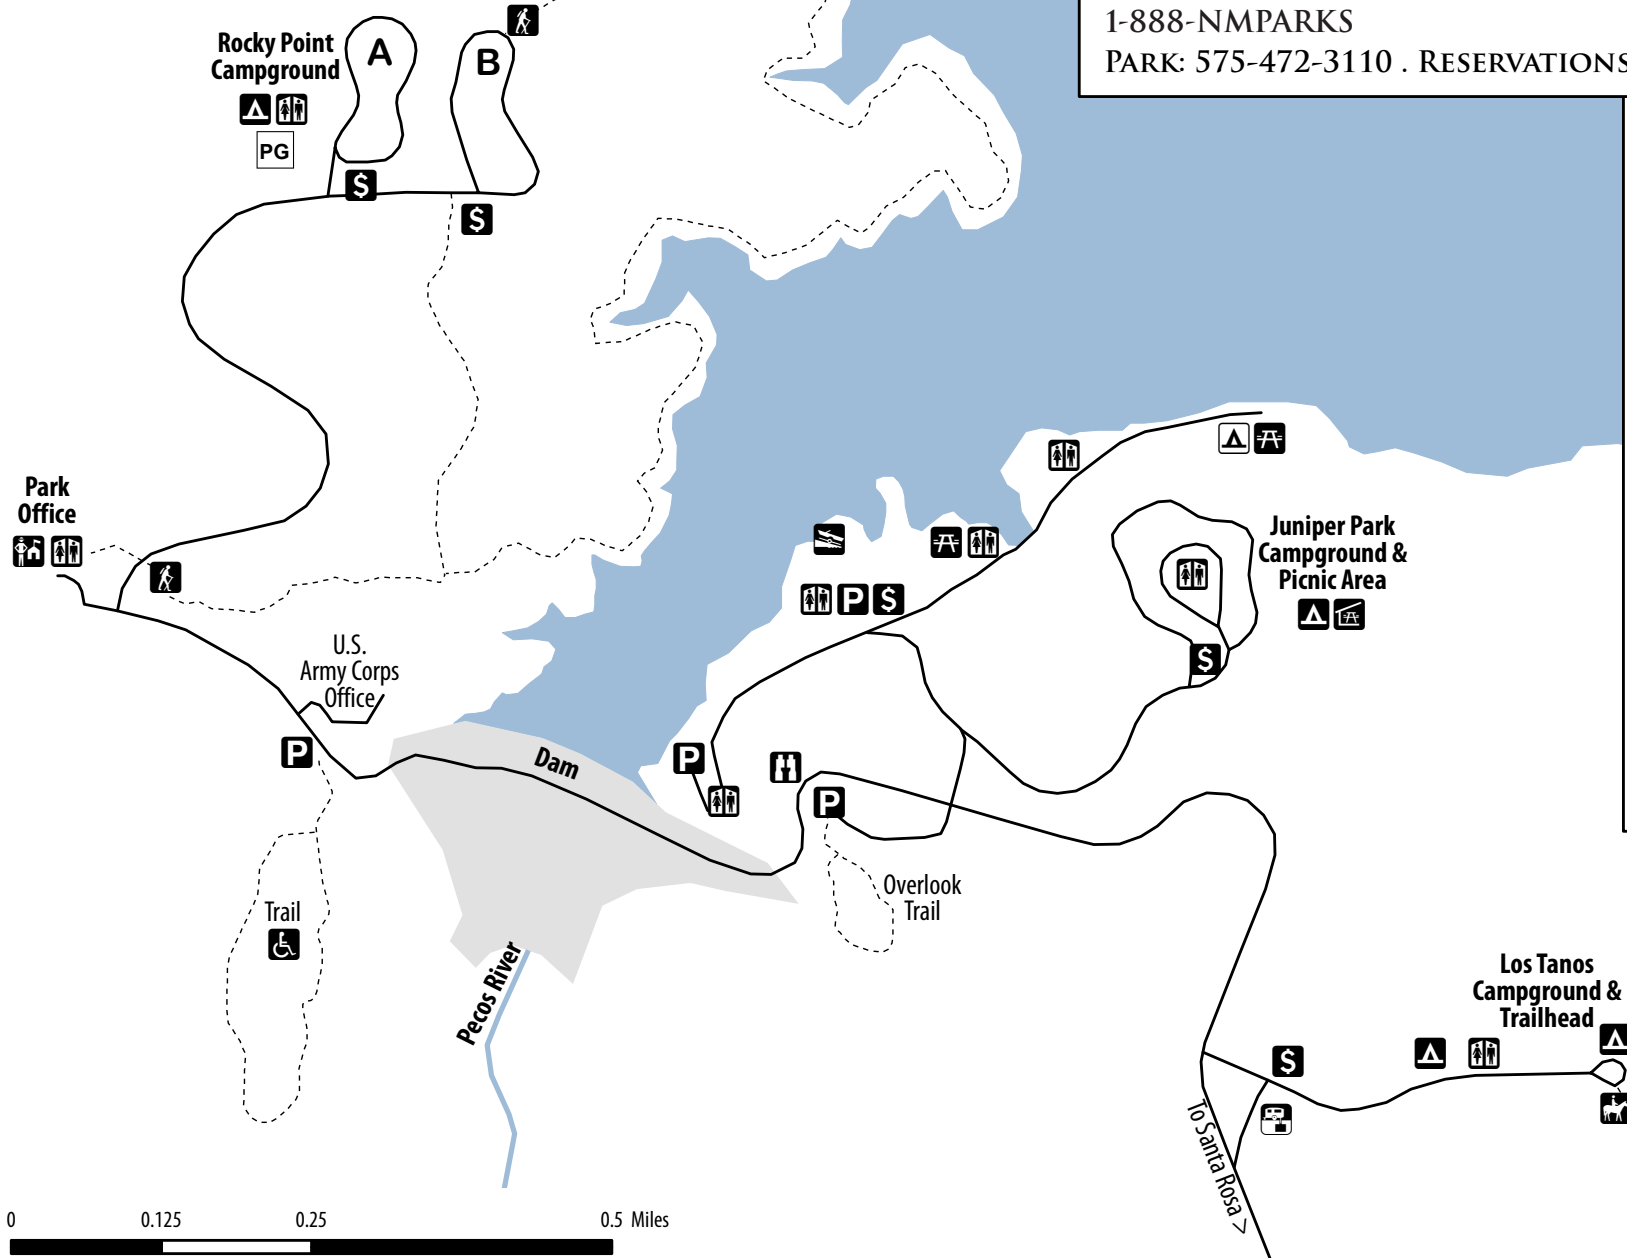 1-888-NMPARKS
PARK: 575-472-3110 . RESERVATIONS
Rocky Point
Campground
A
B
PG
$
$
Park
Office
U.S.
Army Corps
Office
P
Dam
P
P
$
P
Juniper Park
Campground &
Picnic Area
$
Trail
Overlook
Trail
Pecos River
Los Tanos
Campground &
Trailhead
$
To Santa Rosa >
0 0.125 0.25 0.5 Miles